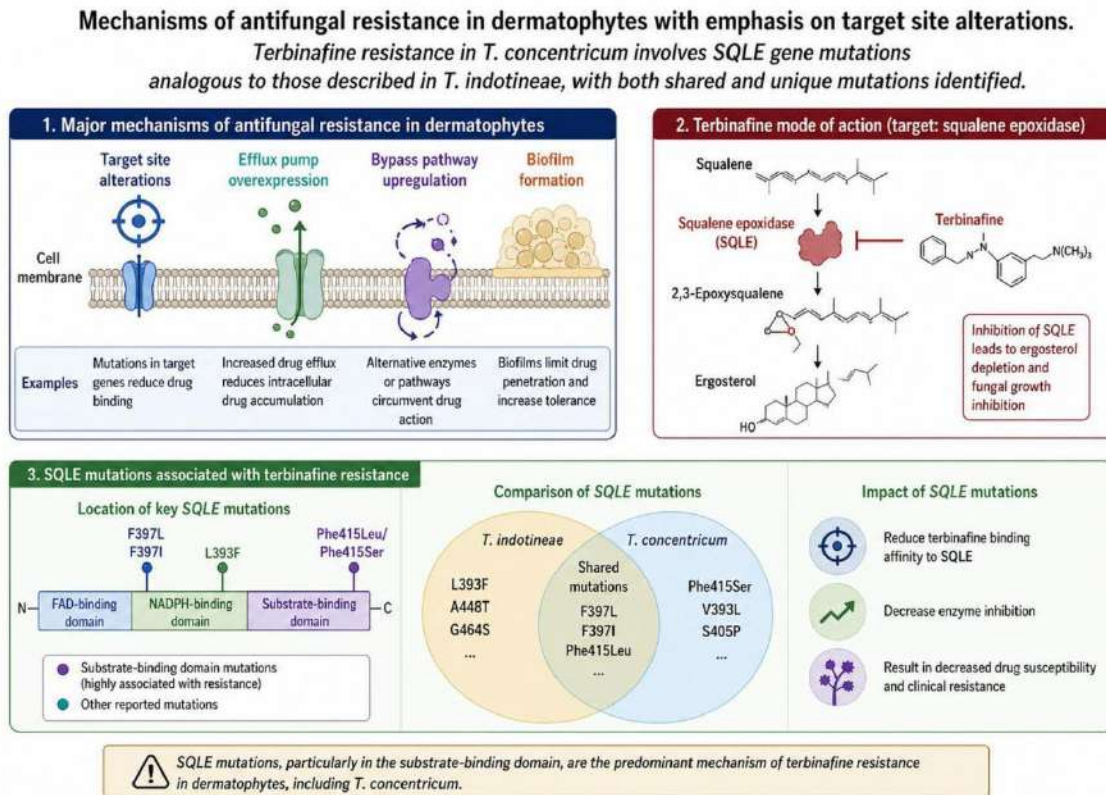 Mechanisms of antifungal resistance in dermatophytes with emphasis on target site alterations.
Terbinafine resistance in T. concentricum involves SQLE gene mutations
analogous to those described in T. indotineae, with both shared and unique mutations identified.
1. Major mechanisms of antifungal resistance in dermatophytes
Target site
alterations
Efflux pump
overexpression
Bypass pathway
upregulation
Biofilm
formation
Cell
membrane
Examples
Mutations in target
genes reduce drug
binding
Increased drug efflux
reduces intracellular
drug accumulation
Alternative enzymes
or pathways
circumvent drug
action
Biofilms limit drug
penetration and
increase tolerance
2. Terbinafine mode of action (target: squalene epoxidase)
Squalene
Squalene epoxidase
(SQLE)
Terbinafine
N
N
N(CH₃)₃
2,3-Epoxysqualene
Ergosterol
HO
Inhibition of SQLE
leads to ergosterol
depletion and
fungal growth
inhibition
3. SQLE mutations associated with terbinafine resistance
Location of key SQLE mutations
F397L
F397I
L393F
Phe415Leu/
Phe415Ser
N
FAD-binding
domain
NADPH-binding
domain
Substrate-binding
domain
C
Substrate-binding domain mutations
(highly associated with resistance)
Other reported mutations
Comparison of SQLE mutations
T. indotineae
L393F
A448T
G464S
...
Shared
mutations
F397L
F397I
Phe415Leu
...
T. concentricum
Phe415Ser
V393L
S405P
...
Impact of SQLE mutations
Reduce terbinafine binding
affinity to SQLE
Decrease enzyme inhibition
Result in decreased drug susceptibility
and clinical resistance
SQLE mutations, particularly in the substrate-binding domain, are the predominant mechanism of terbinafine resistance
in dermatophytes, including T. concentricum.